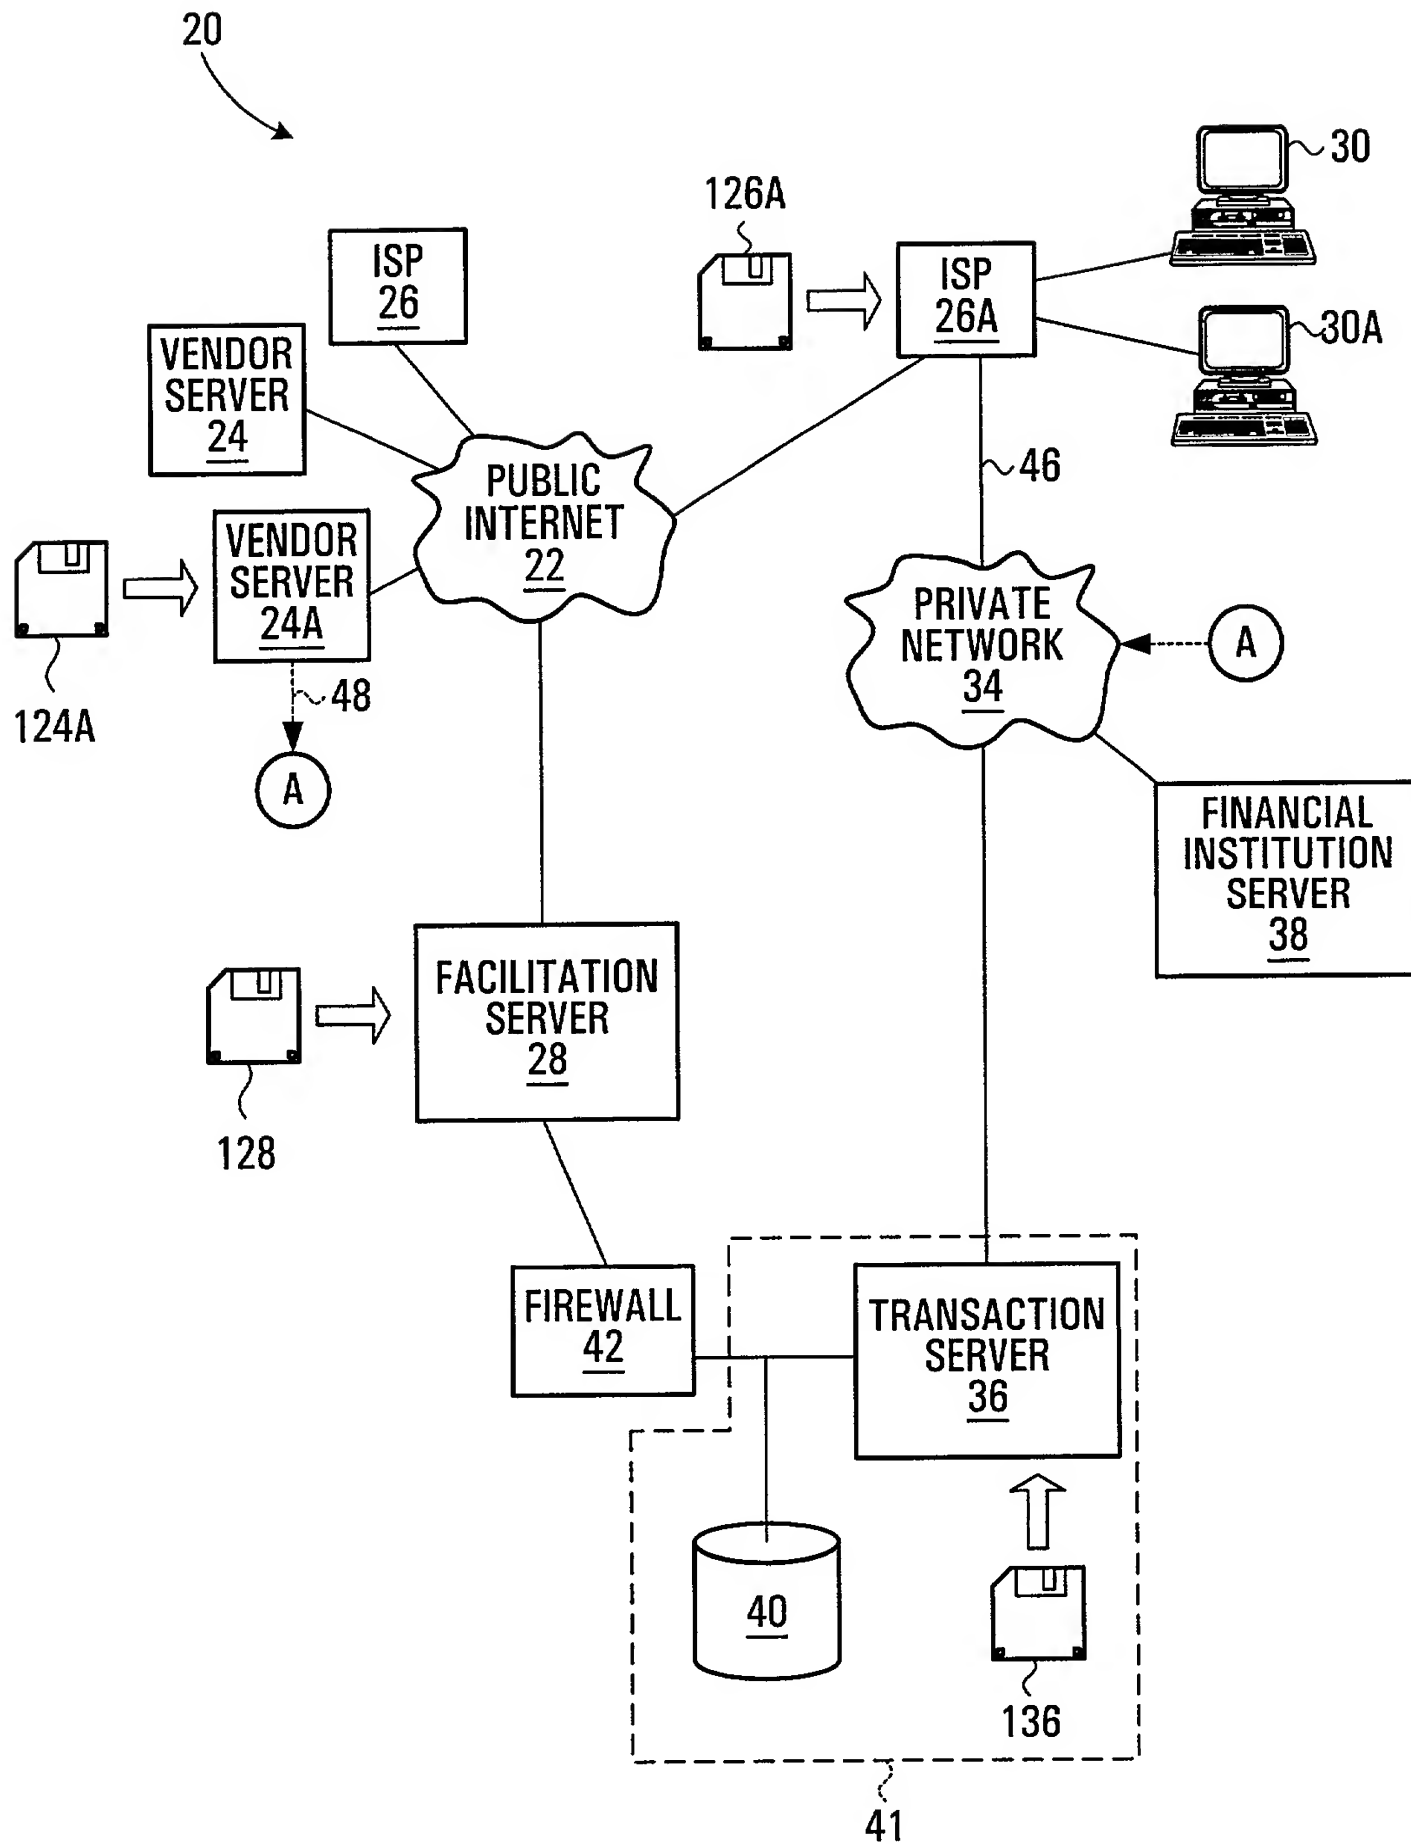 20
30
126A
ISP
26
ISP
26A
30A
VENDOR
SERVER
24
46
PUBLIC
INTERNET
22
VENDOR
SERVER
24A
PRIVATE
NETWORK
34
A
48
124A
A
FINANCIAL
INSTITUTION
SERVER
38
FACILITATION
SERVER
28
128
FIREWALL
42
TRANSACTION
SERVER
36
40
136
41